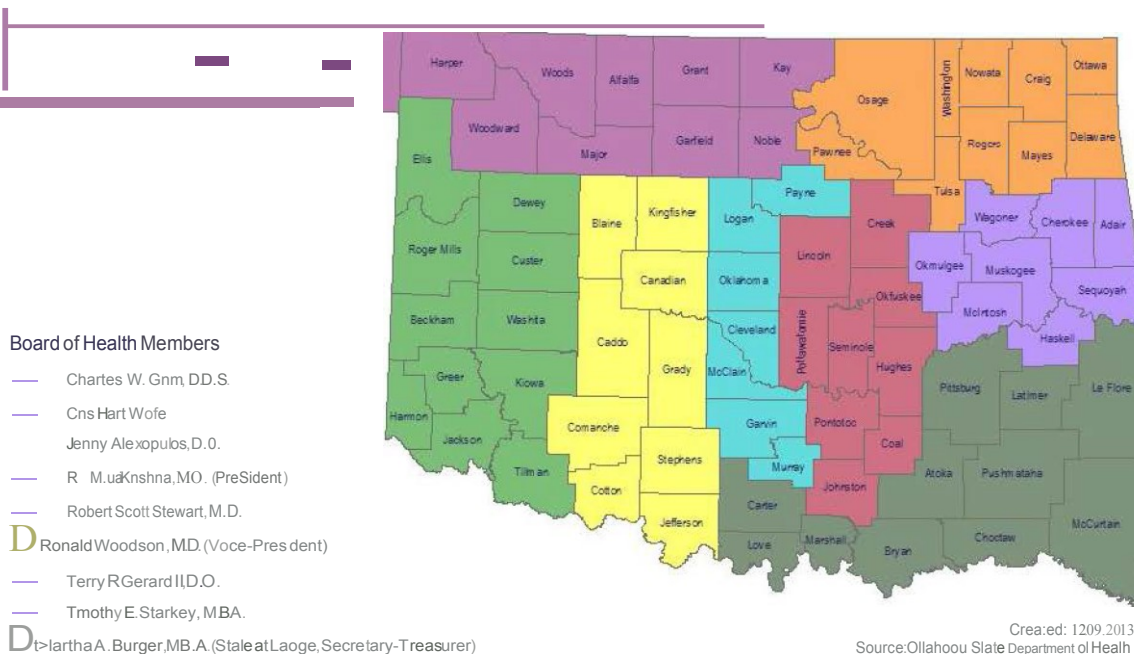 Harper
Woods
Alfalfa
Grant
Kay
Osage
Washington
Nowata
Craig
Ottawa
Woodward
Major
Garfield
Noble
Pawnee
Rogers
Mayes
Delaware
Ellis
Dewey
Blaine
Kingfisher
Logan
Payne
Creek
Tulsa
Wagoner
Cherokee
Adair
Roger Mills
Custer
Canadian
Oklahoma
Lincoln
Okmulgee
Muskogee
Sequoyah
Beckham
Washita
Caddo
Grady
Cleveland
McClain
Pottawatomie
Seminole
Okfuskee
Hughes
McIntosh
Haskell
Greer
Kiowa
Harmon
Jackson
Tillman
Comanche
Cotton
Stephens
Jefferson
Garvin
Murray
Pontotoc
Coal
Johnston
Pittsburg
Latimer
Le Flore
Atoka
Pushmataha
Carter
Love
Marshall
Bryan
Choctaw
McCurtain
Board of Health Members
Chartes W. Gnm, D.D.S.
Cns Hart Wofe
Jenny Alexopulos, D.0.
R M.uaKnshna, MO. (PreSident)
Robert Scott Stewart, M.D.
D Ronald Woodson, M.D. (Voce-Pres dent)
Terry R Gerard II, D.O.
Tmothy E. Starkey, M.B.A.
D t>lartha A. Burger, MB.A. (Stale at Laoge, Secretary-Treasurer)
Crea:ed: 1209.2013
Source:Ollahoou Slate Department ol Healh